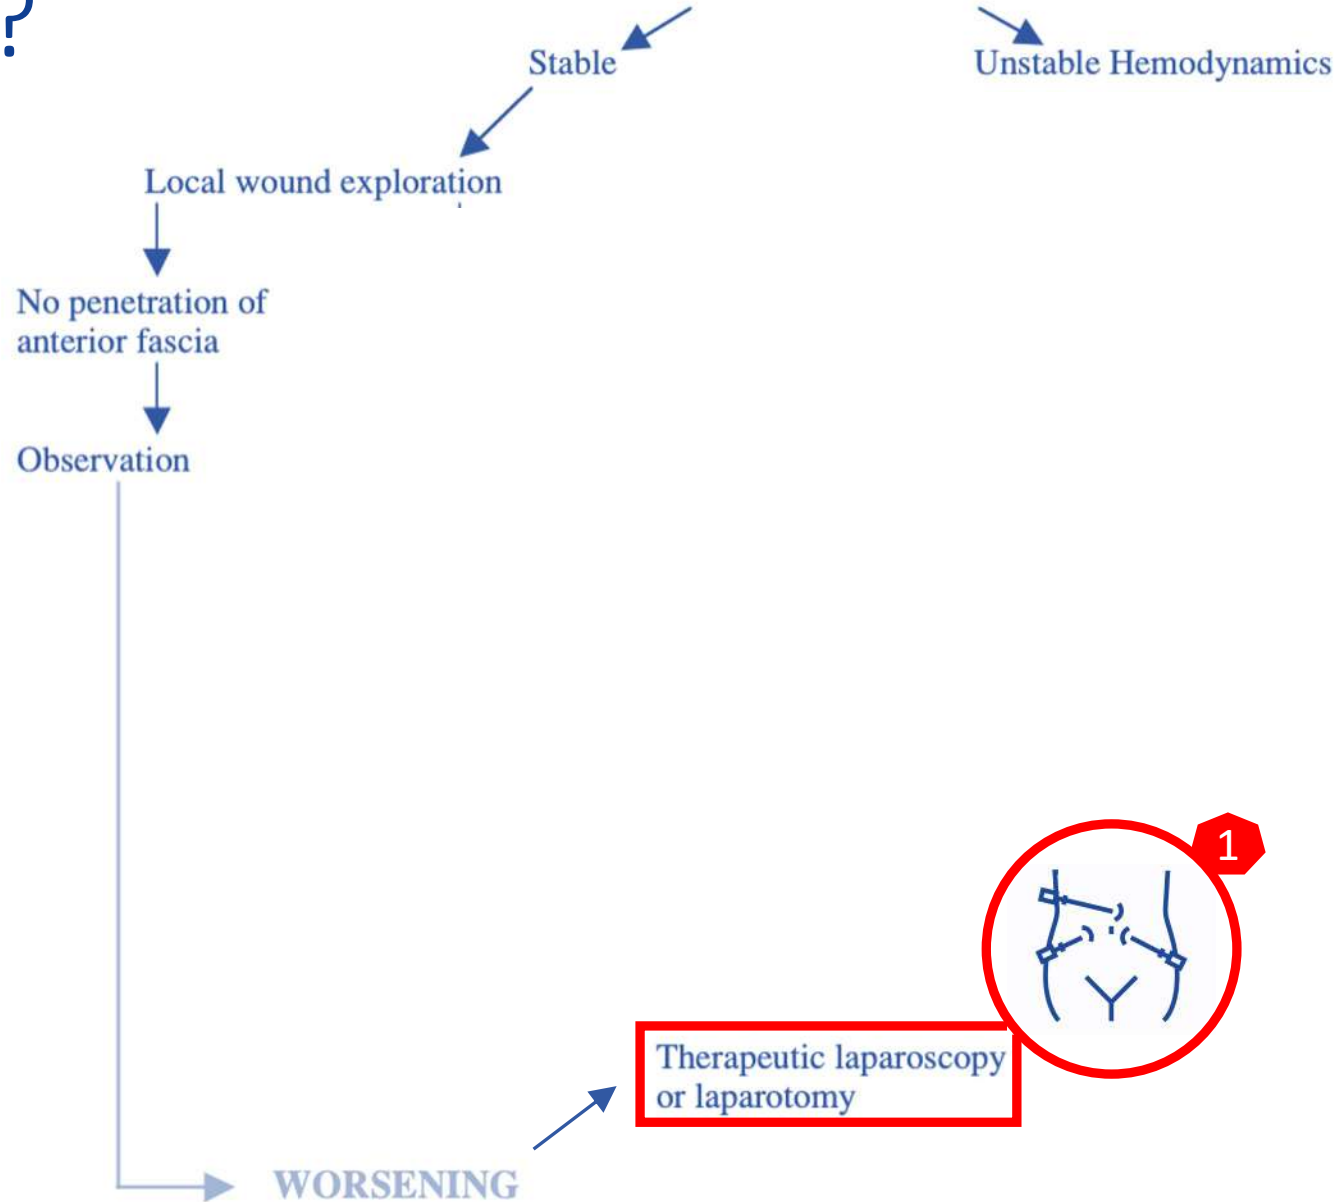 ?
Stable
Unstable Hemodynamics
Local wound exploration
No penetration of
anterior fascia
Observation
1
Therapeutic laparoscopy
or laparotomy
WORSENING